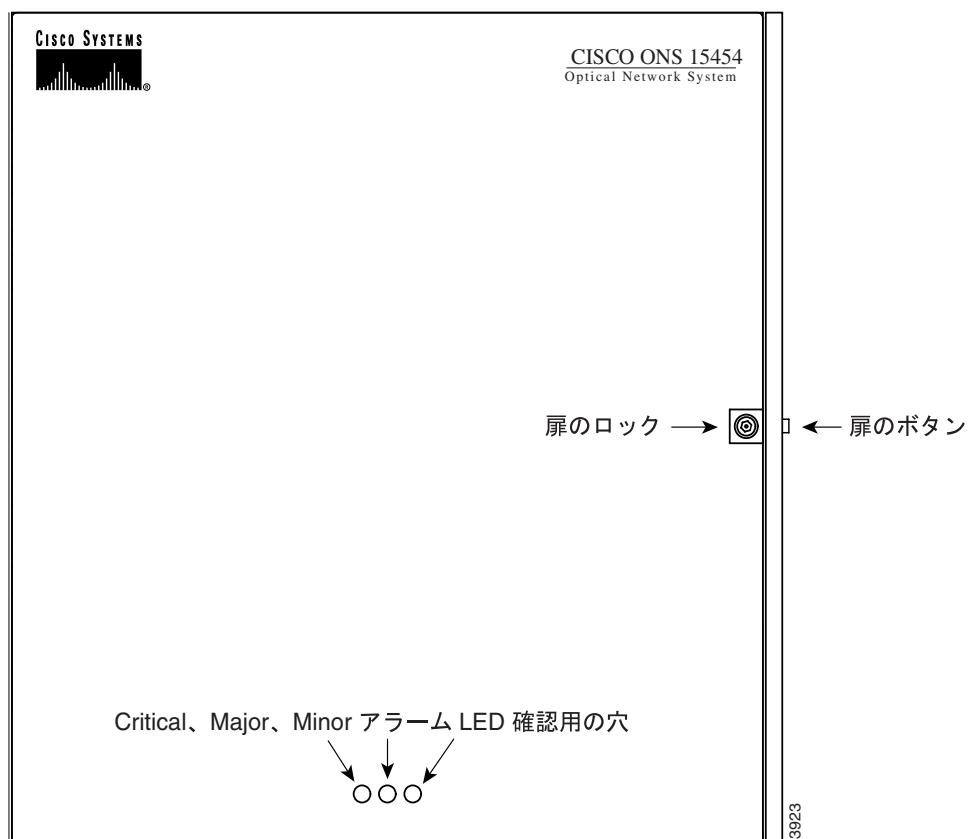 CISCO SYSTEMS
®
CISCO ONS 15454
Optical Network System
扉のロック
扉のボタン
Critical、Major、Minor アラーム LED 確認用の穴
3923